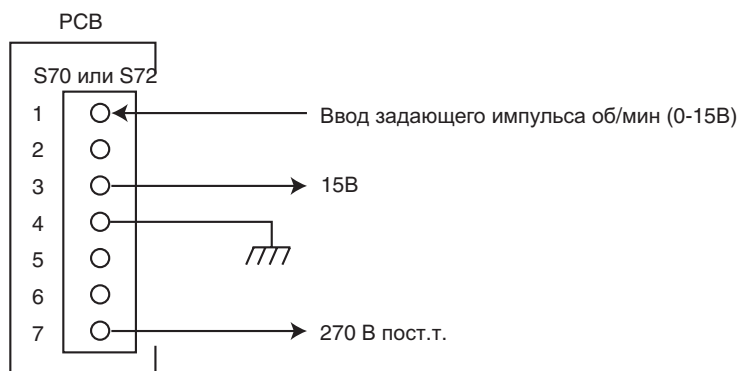 PCB
S70 или S72
1 Ввод задающего импульса об/мин (0-15В)
2
3 15В
4
5
6
7 270 В пост.т.